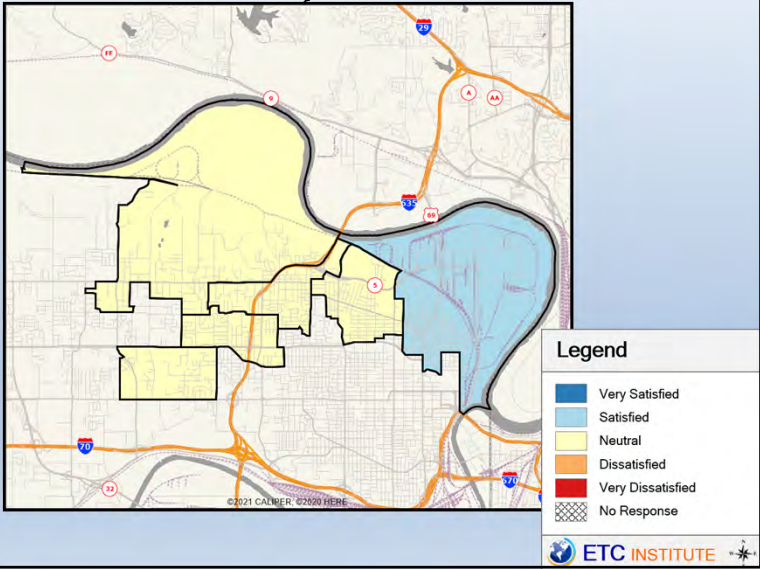 29
FF
A
AA
9
635
69
5
Legend
Very Satisfied
Satisfied
Neutral
Dissatisfied
Very Dissatisfied
No Response
70
32
670
©2021 CALIPER; ©2020 HERE
ETC INSTITUTE